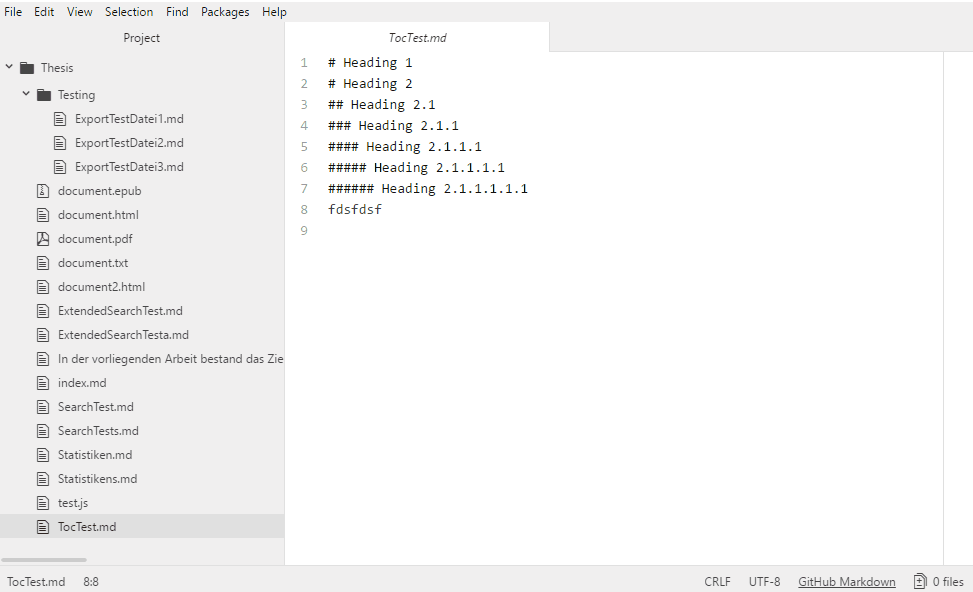 File Edit View Selection Find Packages Help
Project
Thesis
Testing
ExportTestDatei1.md
ExportTestDatei2.md
ExportTestDatei3.md
document.epub
document.html
document.pdf
document.txt
document2.html
ExtendedSearchTest.md
ExtendedSearchTesta.md
In der vorliegenden Arbeit bestand das Zie
index.md
SearchTest.md
SearchTests.md
Statistiken.md
Statistikens.md
test.js
TocTest.md
TocTest.md
1 # Heading 1
2 # Heading 2
3 ## Heading 2.1
4 ### Heading 2.1.1
5 #### Heading 2.1.1.1
6 ##### Heading 2.1.1.1.1
7 ###### Heading 2.1.1.1.1.1
8 fdsfdsf
9
TocTest.md 8:8 CRLF UTF-8 GitHub Markdown 0 files